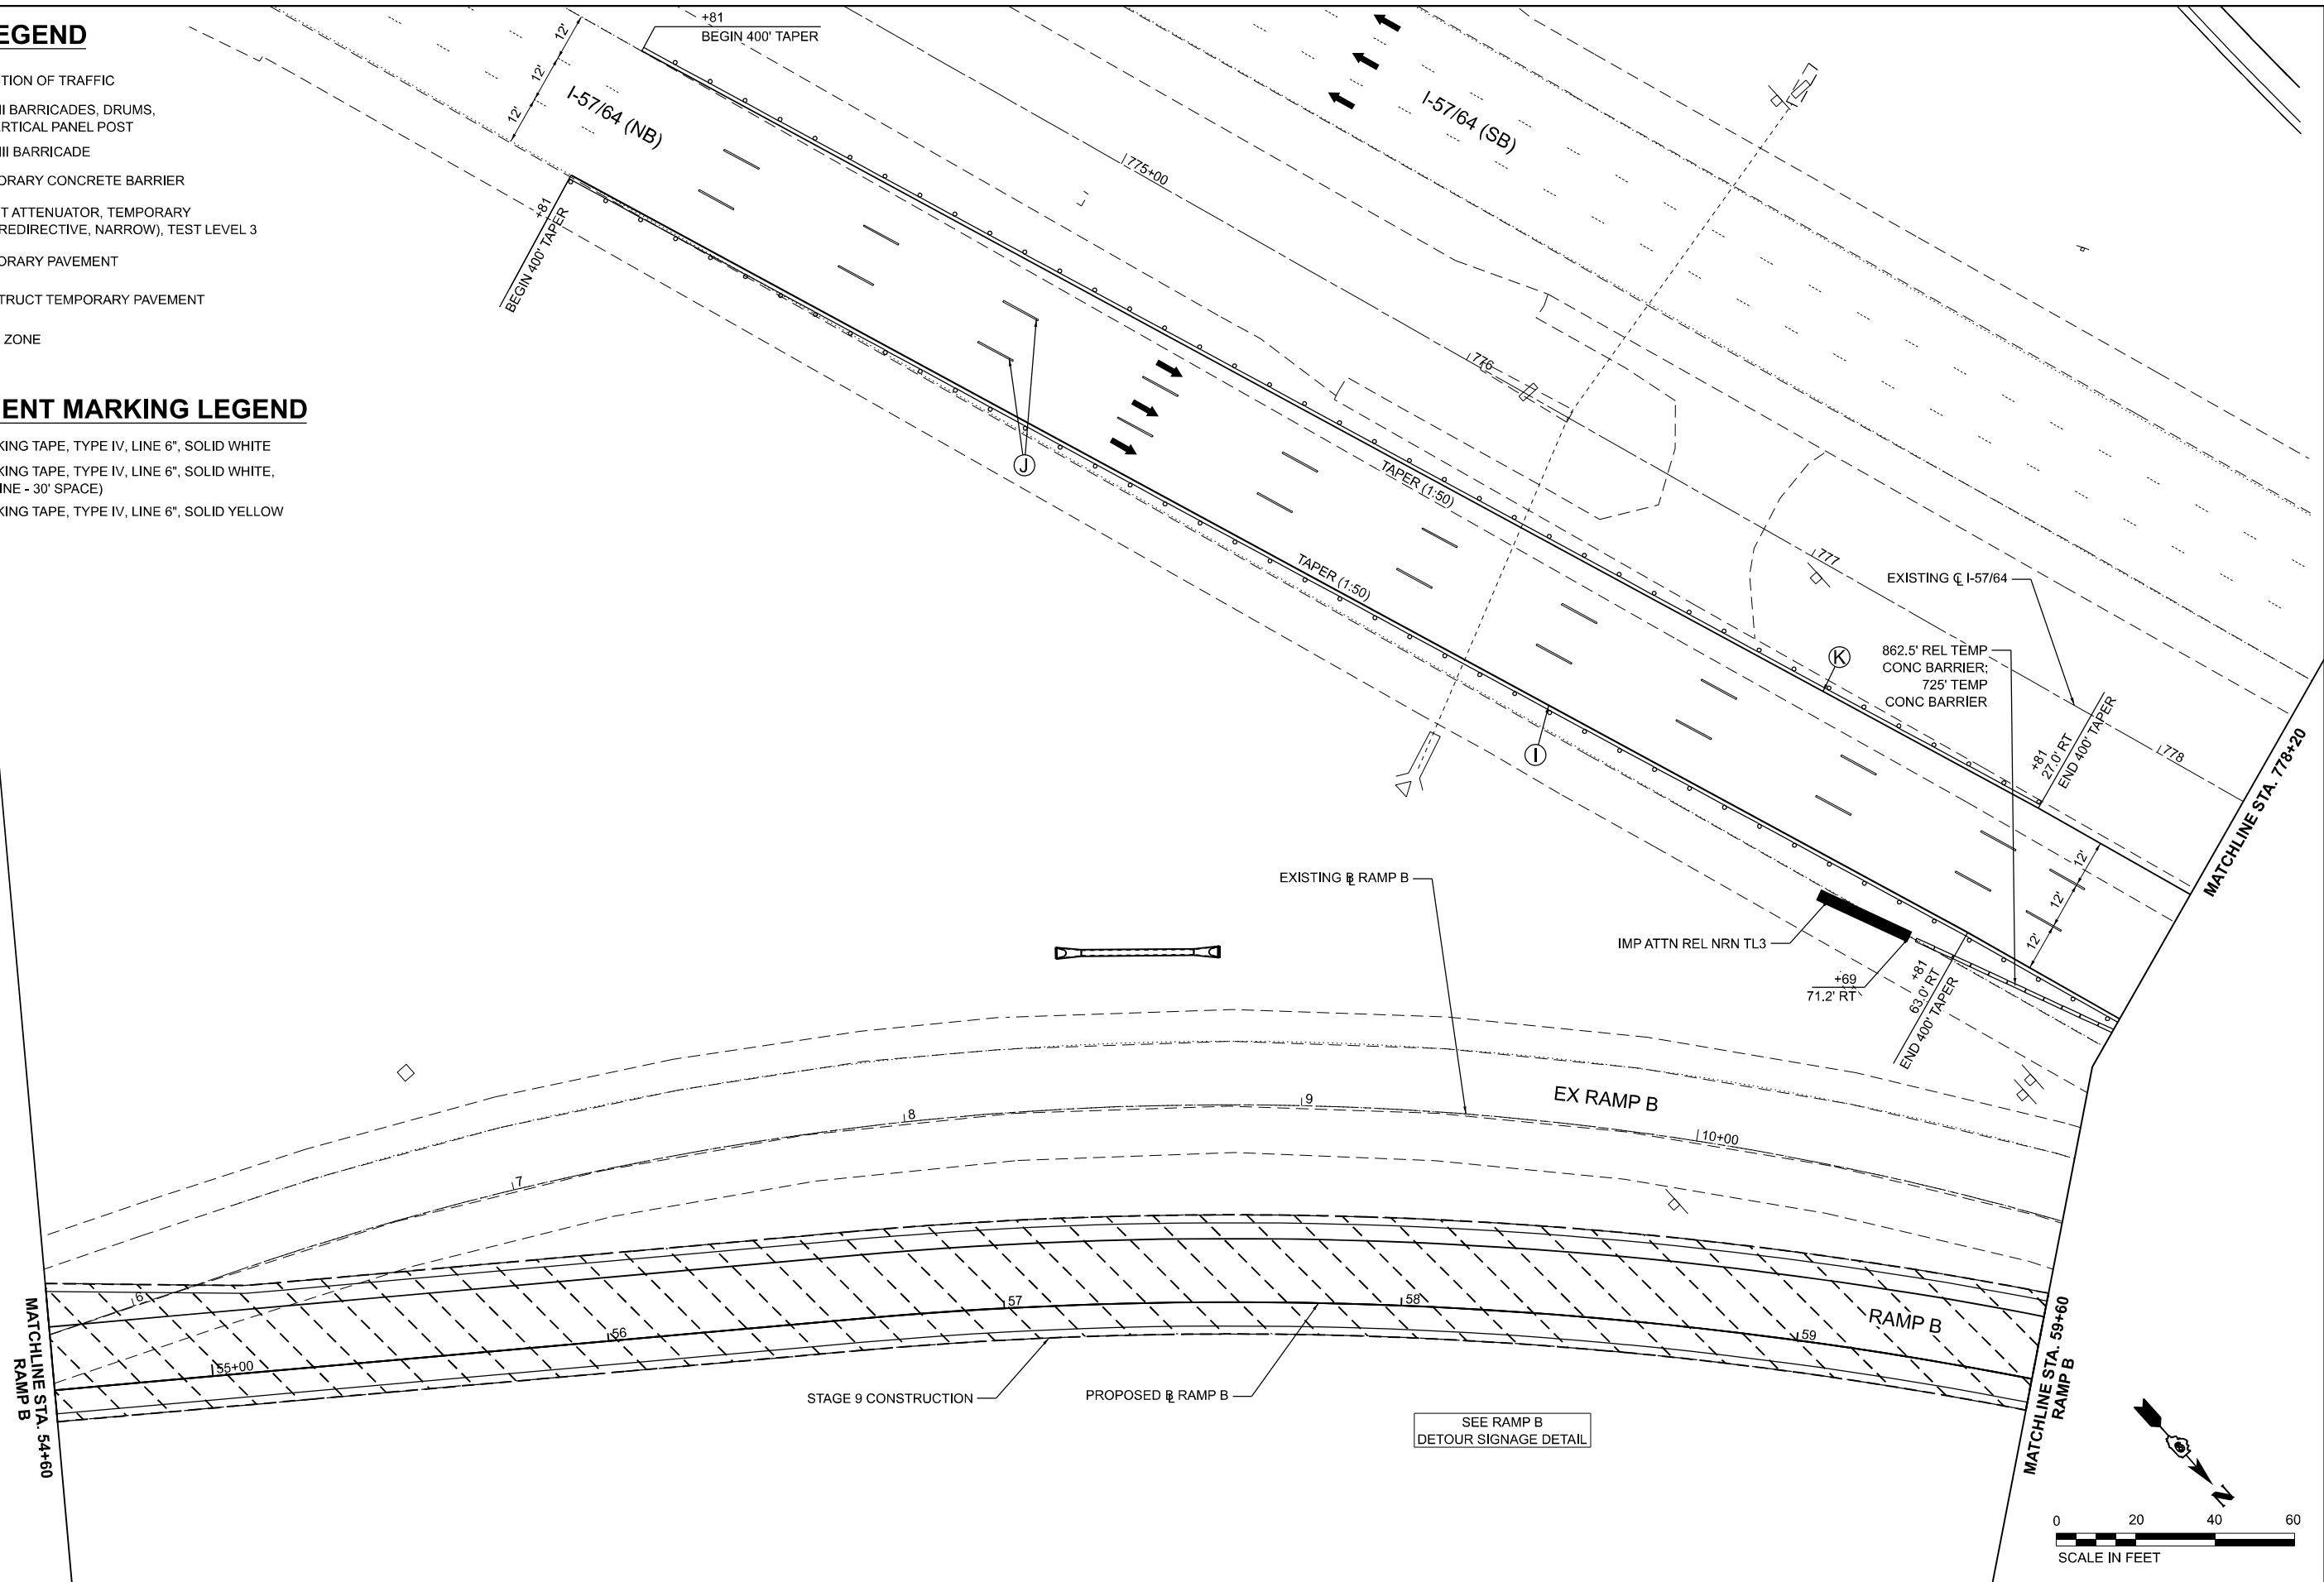 EGEND
TION OF TRAFFIC
II BARRICADES, DRUMS,
ERTICAL PANEL POST
III BARRICADE
ORARY CONCRETE BARRIER
T ATTENUATOR, TEMPORARY
REDIRECTIVE, NARROW), TEST LEVEL 3
ORARY PAVEMENT
TRUCT TEMPORARY PAVEMENT
ZONE
ENT MARKING LEGEND
KING TAPE, TYPE IV, LINE 6", SOLID WHITE
KING TAPE, TYPE IV, LINE 6", SOLID WHITE,
INE - 30' SPACE)
KING TAPE, TYPE IV, LINE 6", SOLID YELLOW
+81
BEGIN 400' TAPER
12'
12'
12'
I-57/64 (NB)
I-57/64 (SB)
+81
BEGIN 400' TAPER
775+00
776
777
778
J
TAPER (1:50)
TAPER (1:50)
K
I
EXISTING ℄ I-57/64
862.5' REL TEMP
CONC BARRIER;
725' TEMP
CONC BARRIER
+81
27.0' RT
END 400' TAPER
MATCHLINE STA. 778+20
12'
12'
12'
IMP ATTN REL NRN TL3
+69
71.2' RT
+81
63.0' RT
END 400' TAPER
EXISTING BL RAMP B
EX RAMP B
6
7
8
9
10+00
55+00
56
57
58
59
RAMP B
STAGE 9 CONSTRUCTION
PROPOSED BL RAMP B
SEE RAMP B
DETOUR SIGNAGE DETAIL
MATCHLINE STA. 54+60
RAMP B
MATCHLINE STA. 59+60
RAMP B
N
0 20 40 60
SCALE IN FEET